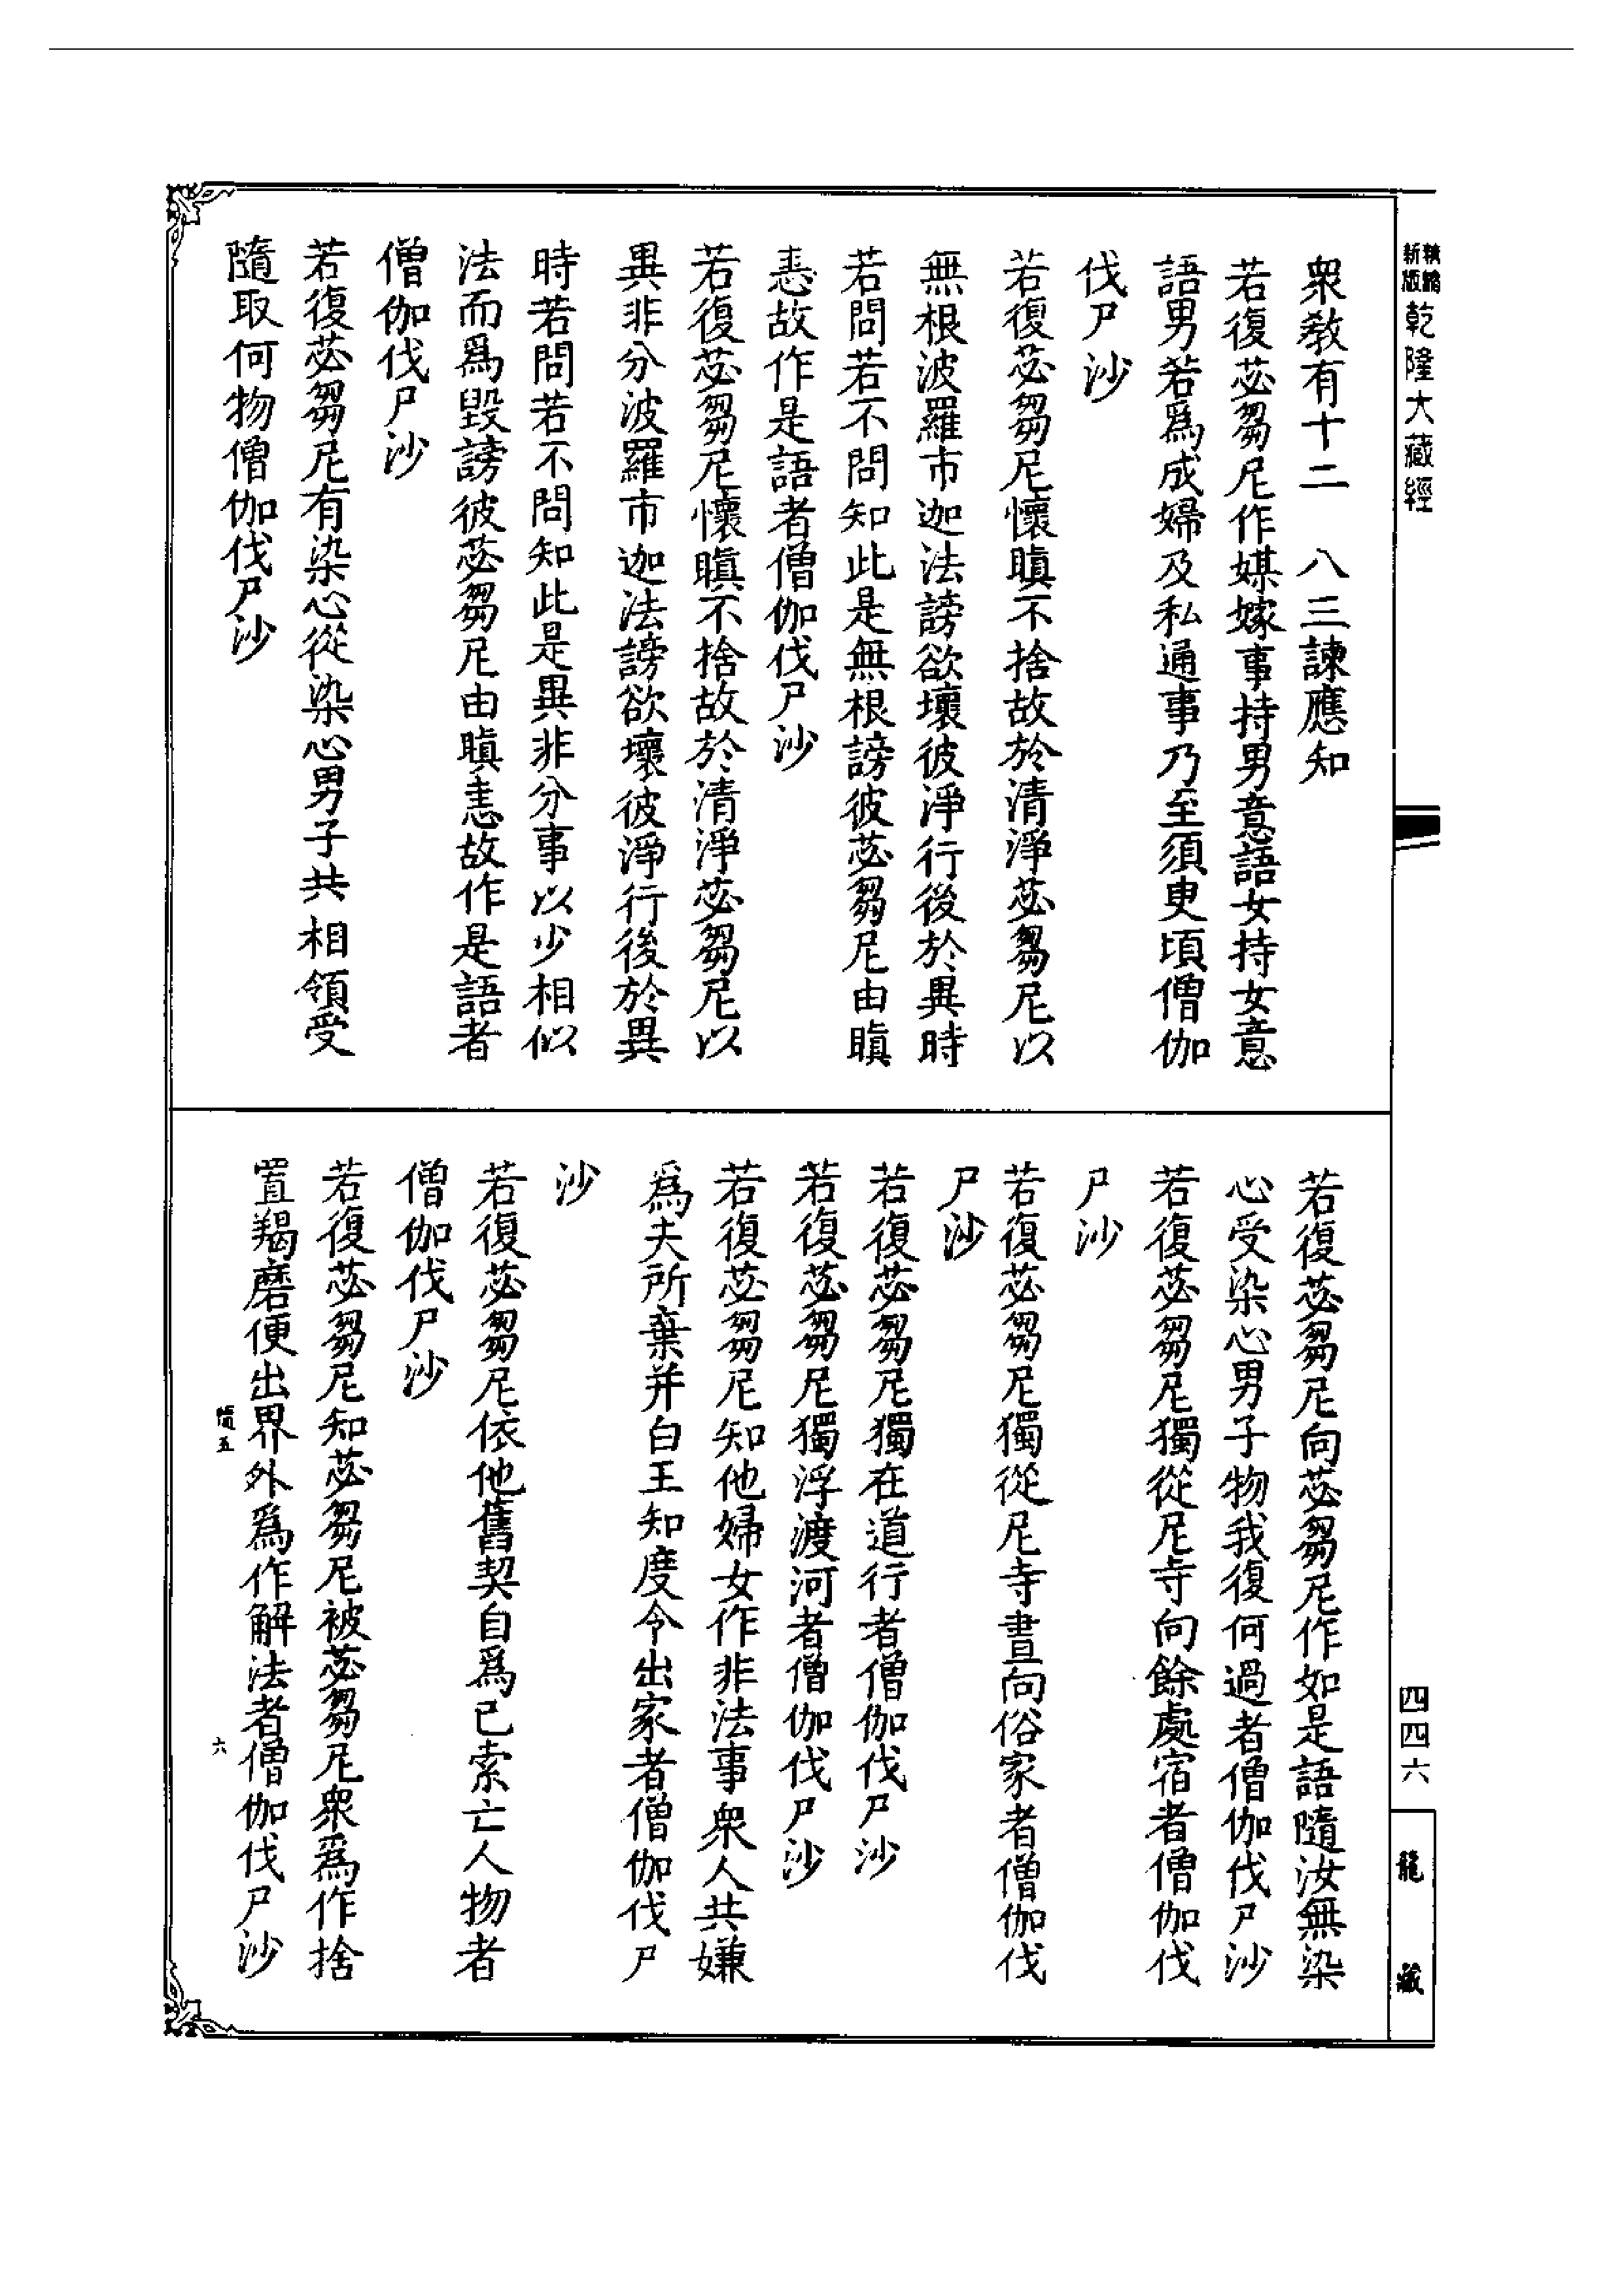 精編
新版
乾隆大藏經
衆教有十二　八三諫應知
若復苾芻尼作媒嫁事持男意語女持女意
語男若爲成婦及私通事乃至須臾頃僧伽
伐尸沙
若復苾芻尼懷瞋不捨故於清淨苾芻尼以
無根波羅市迦法謗欲壞彼淨行後於異時
若問若不問知此是無根謗彼苾芻尼由瞋
恚故作是語者僧伽伐尸沙
若復苾芻尼懷瞋不捨故於清淨苾芻尼以
異非分波羅市迦法謗欲壞彼淨行後於異
時若問若不問知此是異非分事以少相似
法而爲毀謗彼苾芻尼由瞋恚故作是語者
僧伽伐尸沙
若復苾芻尼有染心從染心男子共相領受
隨取何物僧伽伐尸沙
若復苾芻尼向苾芻尼作如是語隨汝無染
心受染心男子物我復何過者僧伽伐尸沙
若復苾芻尼獨從尼寺向餘處宿者僧伽伐
尸沙
若復苾芻尼獨從尼寺晝向俗家者僧伽伐
尸沙
若復苾芻尼獨在道行者僧伽伐尸沙
若復苾芻尼獨浮渡河者僧伽伐尸沙
若復苾芻尼知他婦女作非法事衆人共嫌
爲夫所棄并白王知度令出家者僧伽伐尸
沙
若復苾芻尼依他舊契自爲已索亡人物者
僧伽伐尸沙
若復苾芻尼知苾芻尼被苾芻尼衆爲作捨
置羯磨便出界外爲作解法者僧伽伐尸沙
五
六
四四六
龍藏